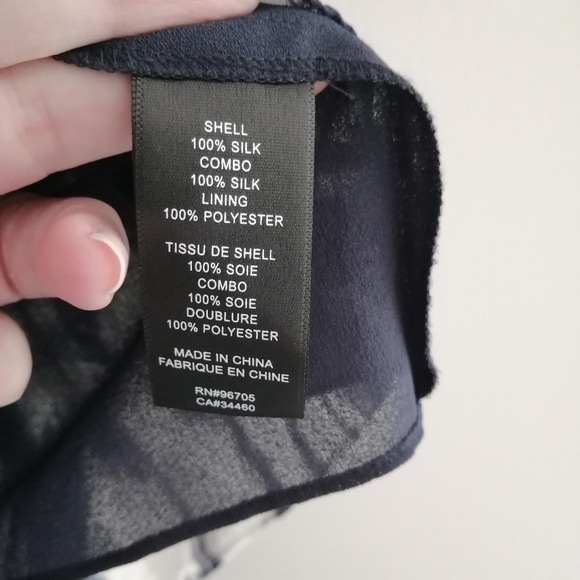 SHELL
100% SILK
COMBO
100% SILK
LINING
100% POLYESTER
TISSU DE SHELL
100% SOIE
COMBO
100% SOIE
DOUBLURE
100% POLYESTER
MADE IN CHINA
FABRIQUE EN CHINE
RN#96705
CA#34460